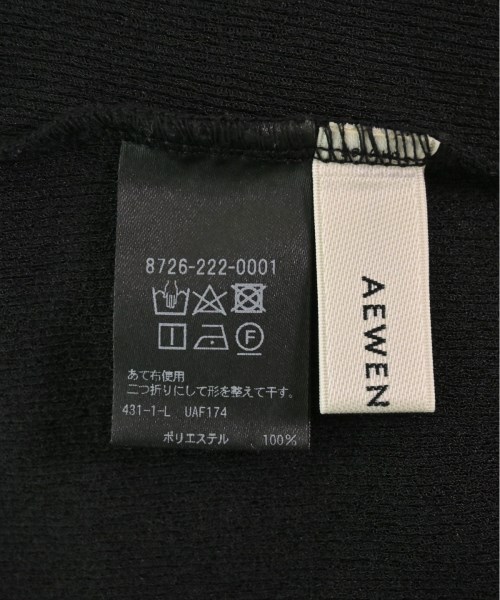 8726-222-0001
F
あて布使用
二つ折りにして形を整えて干す。
431-1-L UAF174
ポリエステル 100%
AEWEN